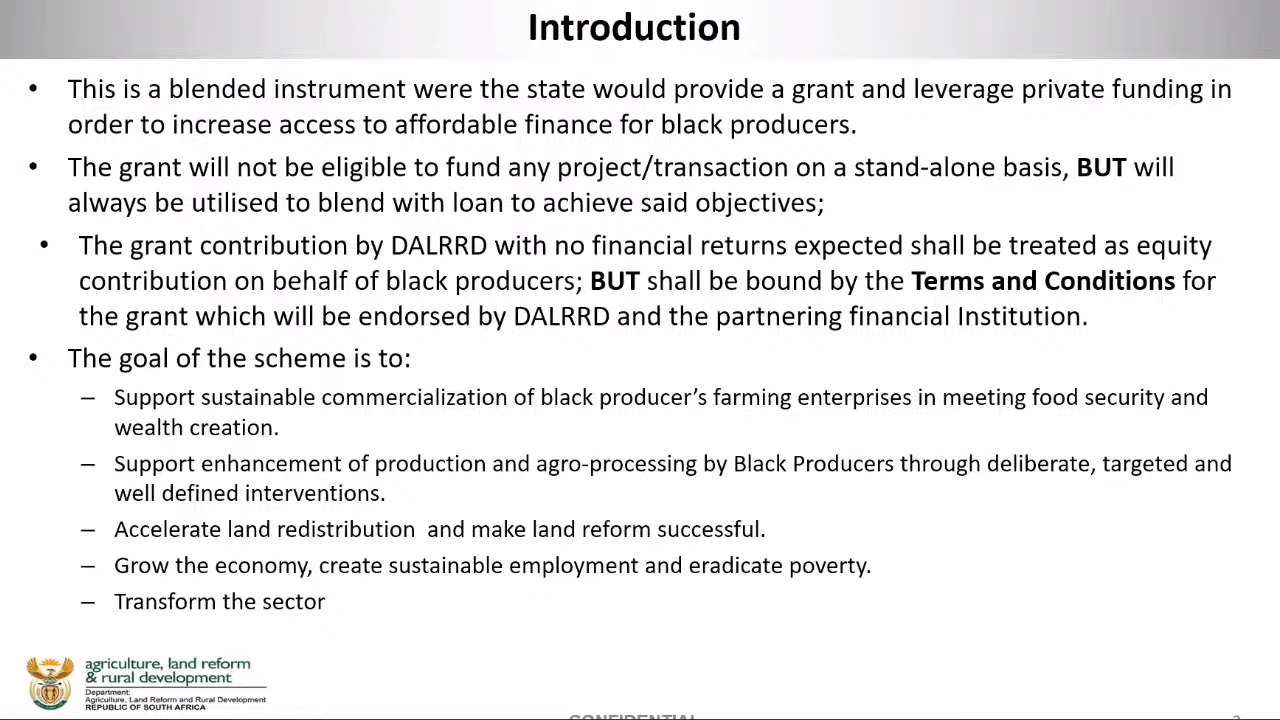 Introduction
• This is a blended instrument were the state would provide a grant and leverage private funding in
order to increase access to affordable finance for black producers.
• The grant will not be eligible to fund any project/transaction on a stand-alone basis, BUT will
always be utilised to blend with loan to achieve said objectives;
• The grant contribution by DALRRD with no financial returns expected shall be treated as equity
contribution on behalf of black producers; BUT shall be bound by the Terms and Conditions for
the grant which will be endorsed by DALRRD and the partnering financial Institution.
• The goal of the scheme is to:
– Support sustainable commercialization of black producer’s farming enterprises in meeting food security and
wealth creation.
– Support enhancement of production and agro-processing by Black Producers through deliberate, targeted and
well defined interventions.
– Accelerate land redistribution and make land reform successful.
– Grow the economy, create sustainable employment and eradicate poverty.
– Transform the sector
agriculture, land reform
& rural development
Department:
Agriculture, Land Reform and Rural Development
REPUBLIC OF SOUTH AFRICA
CONFIDENTIAL